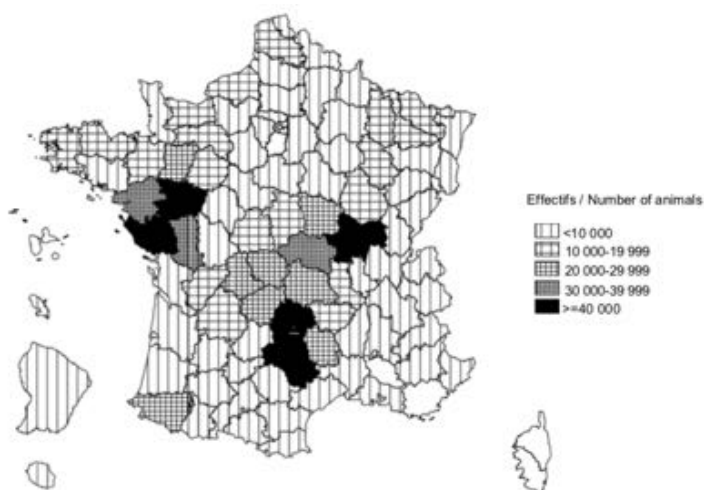 Effectifs / Number of animals
<10 000
10 000-19 999
20 000-29 999
30 000-39 999
>=40 000